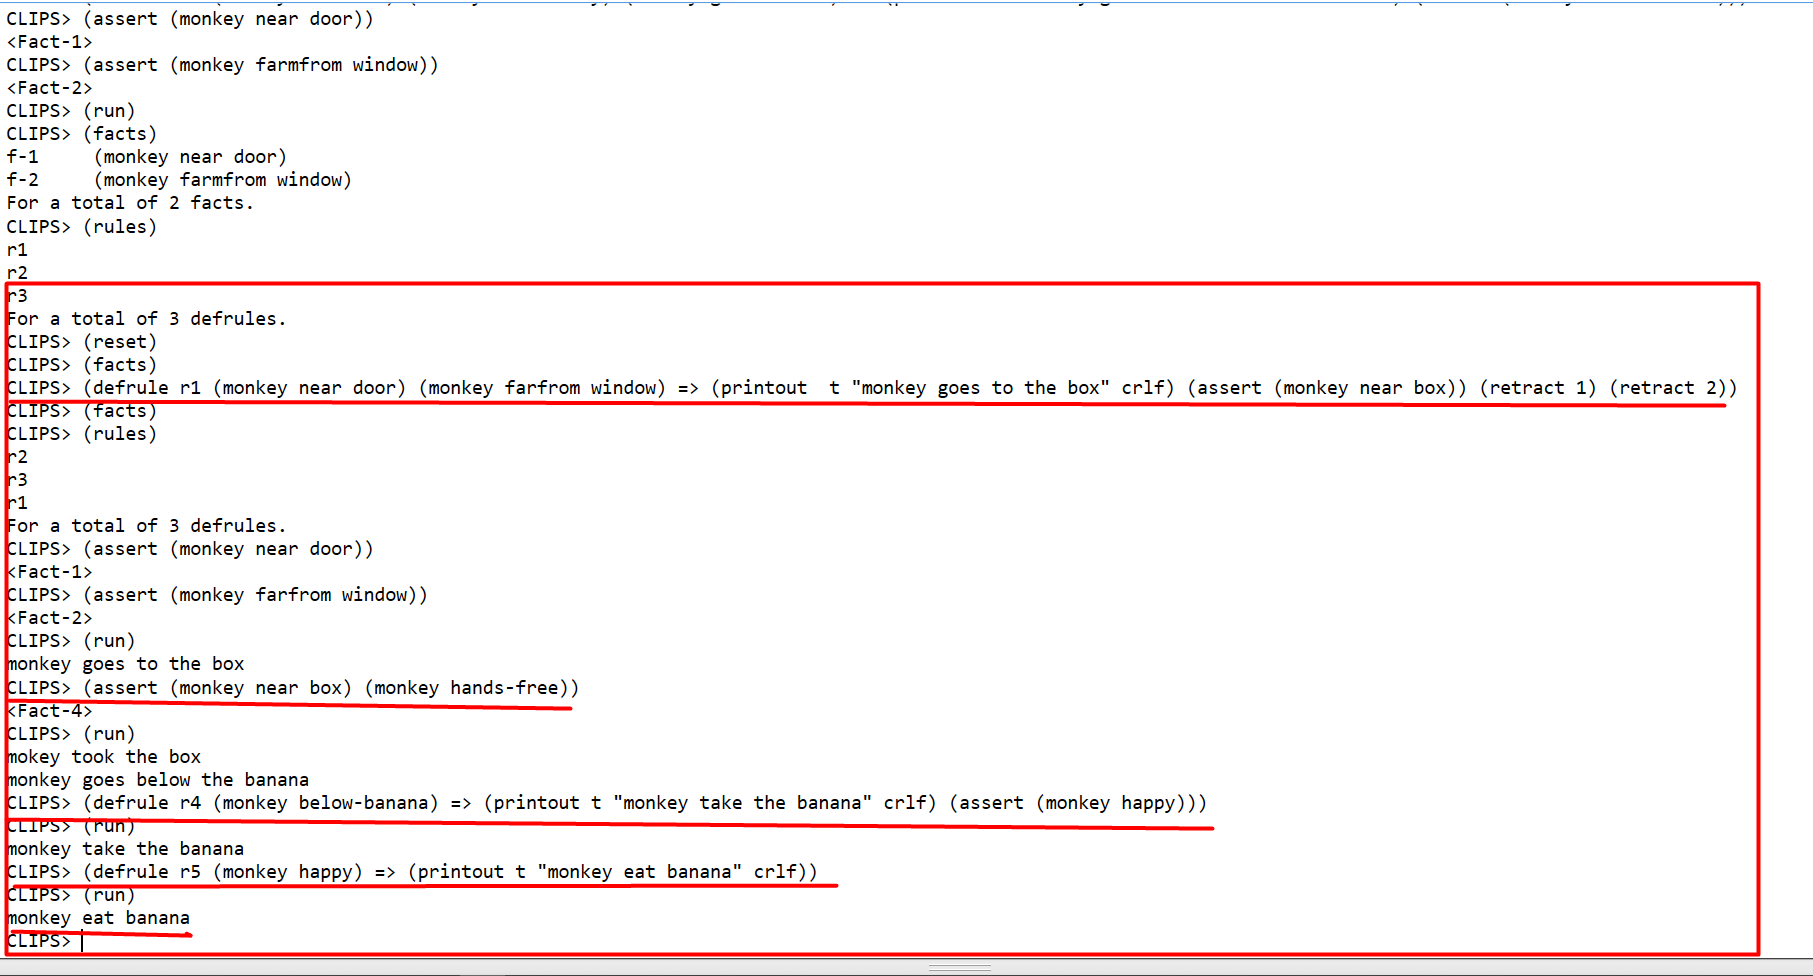 CLIPS> (assert (monkey near door))
<Fact-1>
CLIPS> (assert (monkey farmfrom window))
<Fact-2>
CLIPS> (run)
CLIPS> (facts)
f-1     (monkey near door)
f-2     (monkey farmfrom window)
For a total of 2 facts.
CLIPS> (rules)
r1
r2
r3
For a total of 3 defrules.
CLIPS> (reset)
CLIPS> (facts)
CLIPS> (defrule r1 (monkey near door) (monkey farfrom window) => (printout  t "monkey goes to the box" crlf) (assert (monkey near box)) (retract 1) (retract 2))
CLIPS> (facts)
CLIPS> (rules)
r2
r3
r1
For a total of 3 defrules.
CLIPS> (assert (monkey near door))
<Fact-1>
CLIPS> (assert (monkey farfrom window))
<Fact-2>
CLIPS> (run)
monkey goes to the box
CLIPS> (assert (monkey near box) (monkey hands-free))
<Fact-4>
CLIPS> (run)
mokey took the box
monkey goes below the banana
CLIPS> (defrule r4 (monkey below-banana) => (printout t "monkey take the banana" crlf) (assert (monkey happy)))
CLIPS> (run)
monkey take the banana
CLIPS> (defrule r5 (monkey happy) => (printout t "monkey eat banana" crlf))
CLIPS> (run)
monkey eat banana
CLIPS>